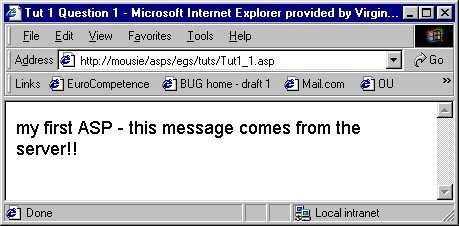 Tut 1 Question 1 - Microsoft Internet Explorer provided by Virgin...
File Edit View Favorites Tools Help
Address http://mousie/asps/egs/tuts/Tut1_1.asp Go
Links EuroCompetence BUG home - draft 1 Mail.com OU »
my first ASP - this message comes from the
server!!
Done Local intranet